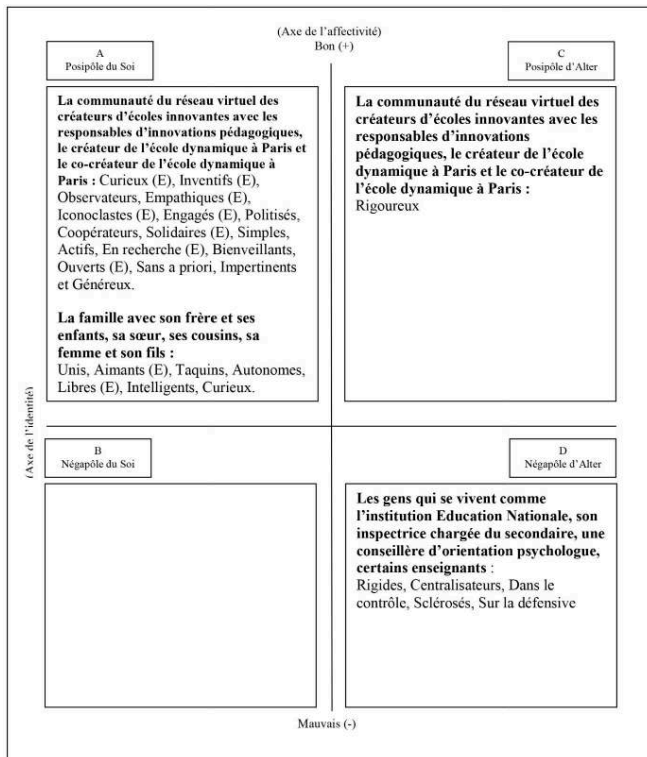 (Axe de l'affectivité)
Bon (+)
A
Posipôle du Soi
C
Posipôle d'Alter
La communauté du réseau virtuel des
créateurs d'écoles innovantes avec les
responsables d'innovations pédagogiques,
le créateur de l'école dynamique à Paris et
le co-créateur de l'école dynamique à
Paris : Curieux (E), Inventifs (E),
Observateurs, Empathiques (E),
Iconoclastes (E), Engagés (E), Politisés,
Coopérateurs, Solidaires (E), Simples,
Actifs, En recherche (E), Bienveillants,
Ouverts (E), Sans a priori, Impertinents
et Généreux.
La famille avec son frère et ses
enfants, sa sœur, ses cousins, sa
femme et son fils :
Unis, Aimants (E), Taquins, Autonomes,
Libres (E), Intelligents, Curieux.
La communauté du réseau virtuel des
créateurs d'écoles innovantes avec les
responsables d'innovations
pédagogiques, le créateur de l'école
dynamique à Paris et le co-créateur de
l'école dynamique à Paris :
Rigoureux
(Axe de l'identité)
B
Négapôle du Soi
D
Négapôle d'Alter
Les gens qui se vivent comme
l'institution Education Nationale, son
inspectrice chargée du secondaire, une
conseillère d'orientation psychologue,
certains enseignants :
Rigides, Centralisateurs, Dans le
contrôle, Sclérosés, Sur la défensive
Mauvais (-)